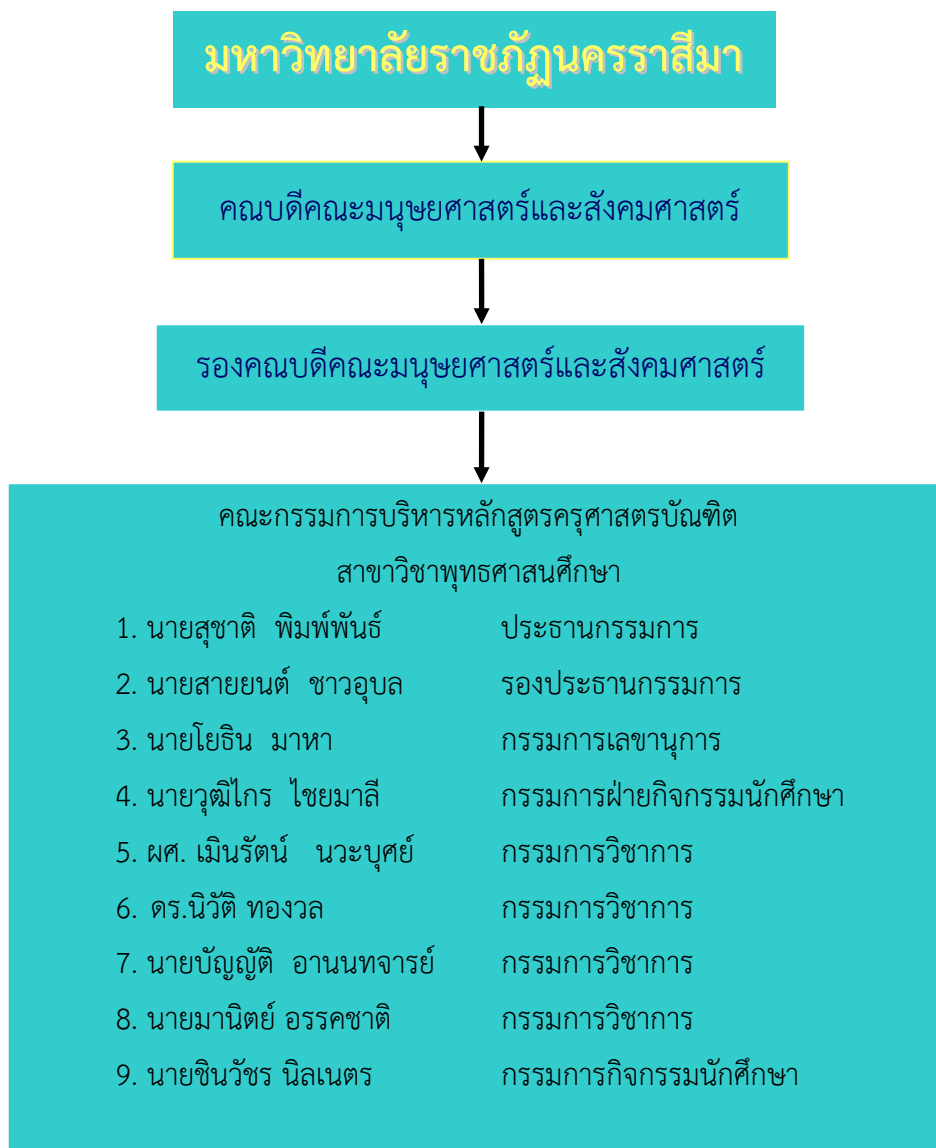 มหาวิทยาลัยราชภัฏนครราสีมา
คณบดีคณะมนุษยศาสตร์และสังคมศาสตร์
รองคณบดีคณะมนุษยศาสตร์และสังคมศาสตร์
คณะกรรมการบริหารหลักสูตรครุศาสตรบัณฑิต
สาขาวิชาพุทธศาสนศึกษา
1. นายสุชาติ พิมพ์พันธ์ ประธานกรรมการ
2. นายสายยนต์ ชาวอุบล รองประธานกรรมการ
3. นายโยธิน มาหา กรรมการเลขานุการ
4. นายวุฒิไกร ไชยมาลี กรรมการฝ่ายกิจกรรมนักศึกษา
5. ผศ. เมินรัตน์ นวะบุศย์ กรรมการวิชาการ
6. ดร.นิวัติ ทองวล กรรมการวิชาการ
7. นายบัญญัติ อานนทจารย์ กรรมการวิชาการ
8. นายมานิตย์ อรรคชาติ กรรมการวิชาการ
9. นายชินวัชร นิลเนตร กรรมการกิจกรรมนักศึกษา